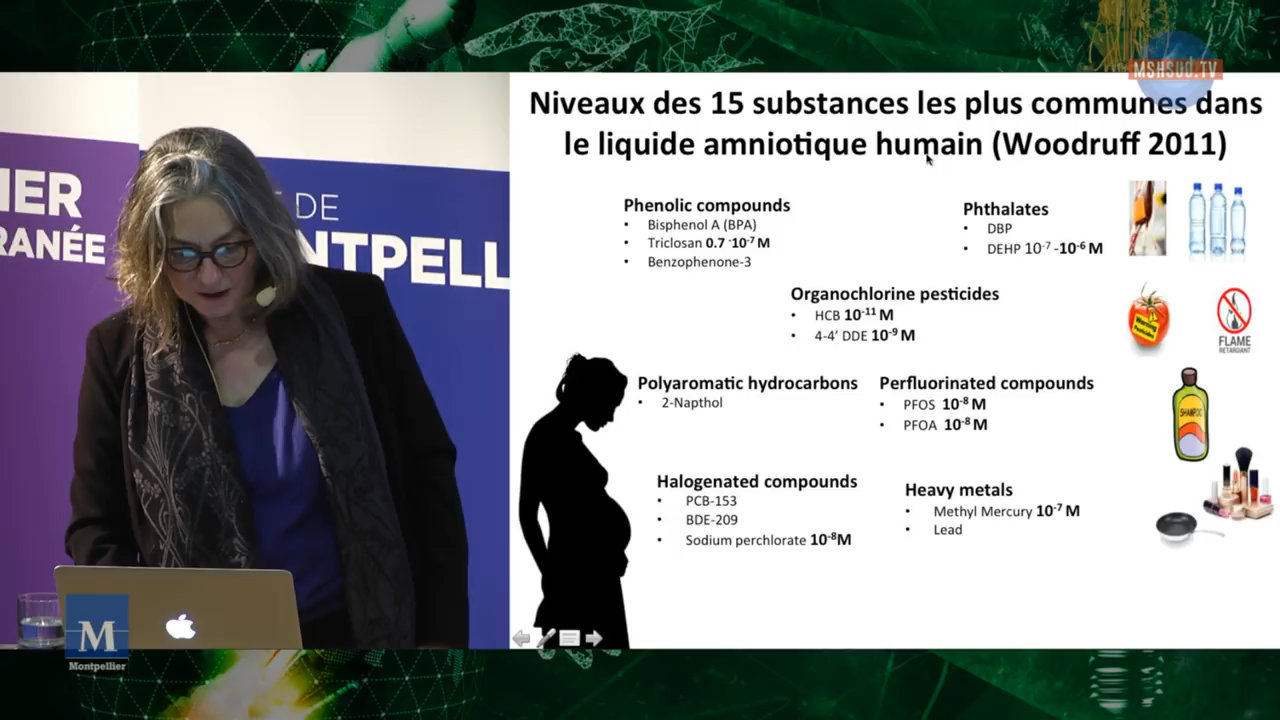 MSHSUD.TV
IER
RANÉE
DE
NTPELL
M
Montpellier
Niveaux des 15 substances les plus communes dans
le liquide amniotique humain (Woodruff 2011)
Phenolic compounds
• Bisphenol A (BPA)
• Triclosan 0.7 ·10⁻⁷ M
• Benzophenone-3
Phthalates
• DBP
• DEHP 10⁻⁷ -10⁻⁶ M
Organochlorine pesticides
• HCB 10⁻¹¹ M
• 4-4’ DDE 10⁻⁹ M
Warning
Pesticides
FLAME
RETARDANT
Polyaromatic hydrocarbons
• 2-Napthol
Perfluorinated compounds
• PFOS 10⁻⁸ M
• PFOA 10⁻⁸ M
SHAMPOO
Halogenated compounds
• PCB-153
• BDE-209
• Sodium perchlorate 10⁻⁸M
Heavy metals
• Methyl Mercury 10⁻⁷ M
• Lead